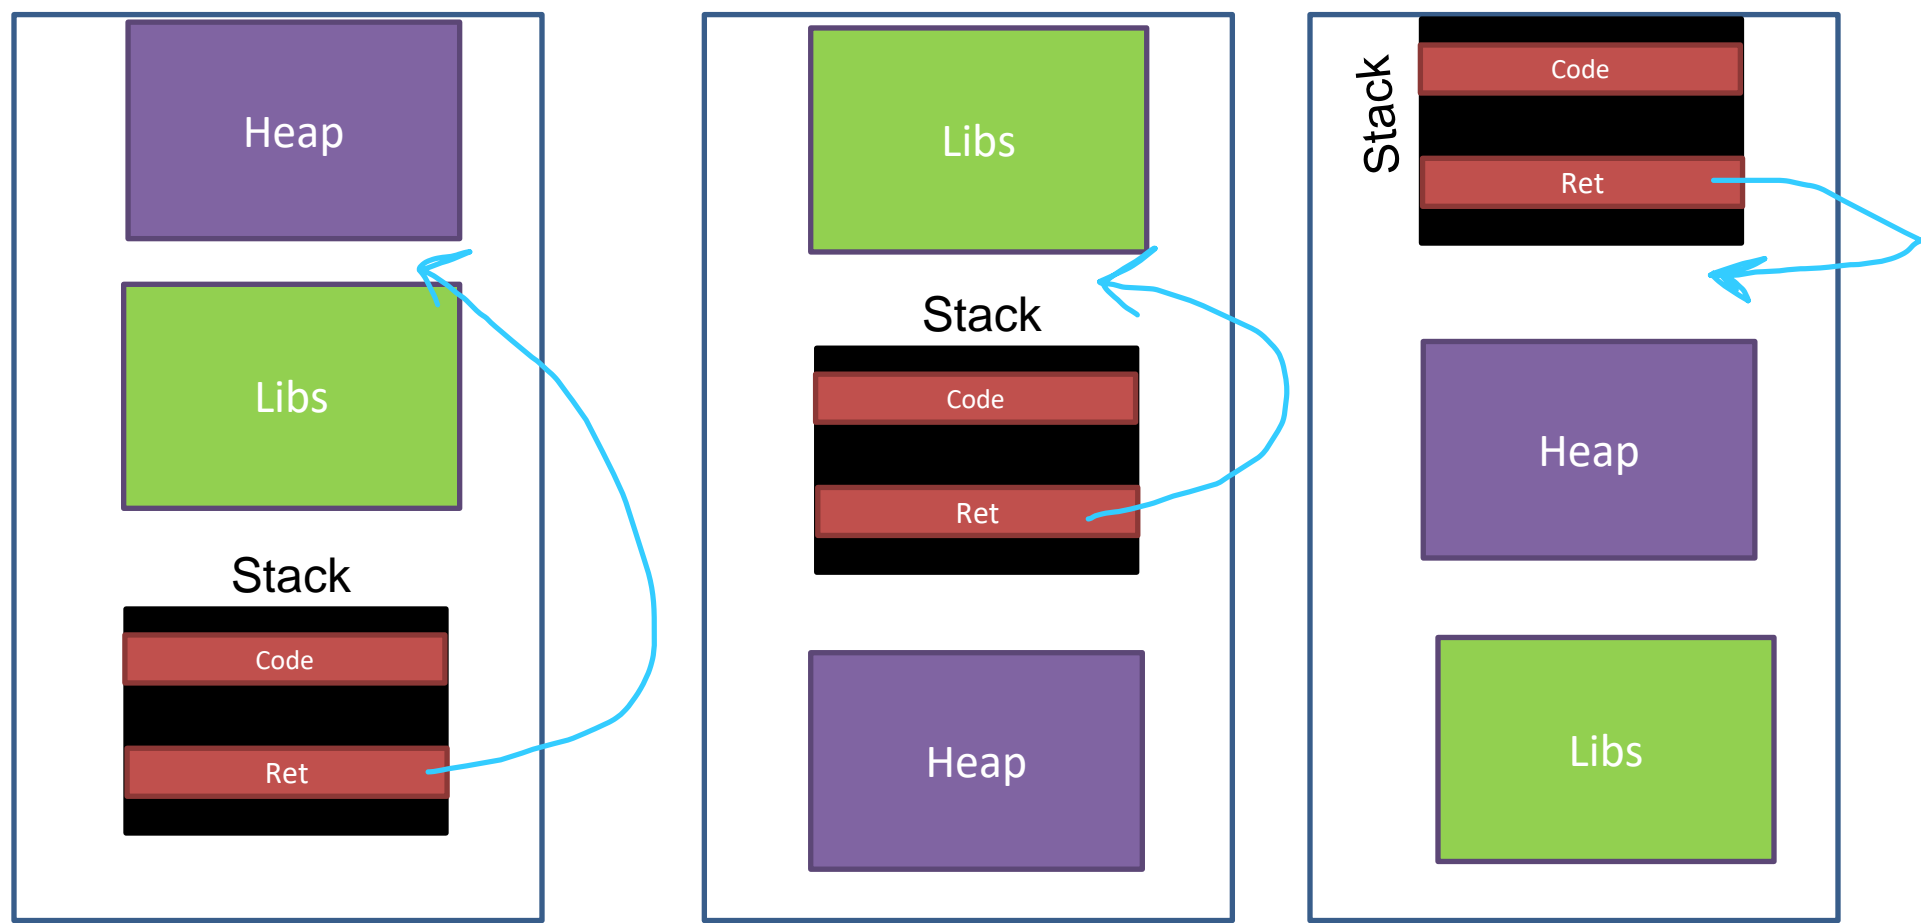 Heap
Libs
Stack
Code
Ret
Libs
Stack
Code
Ret
Heap
Stack
Code
Ret
Heap
Libs